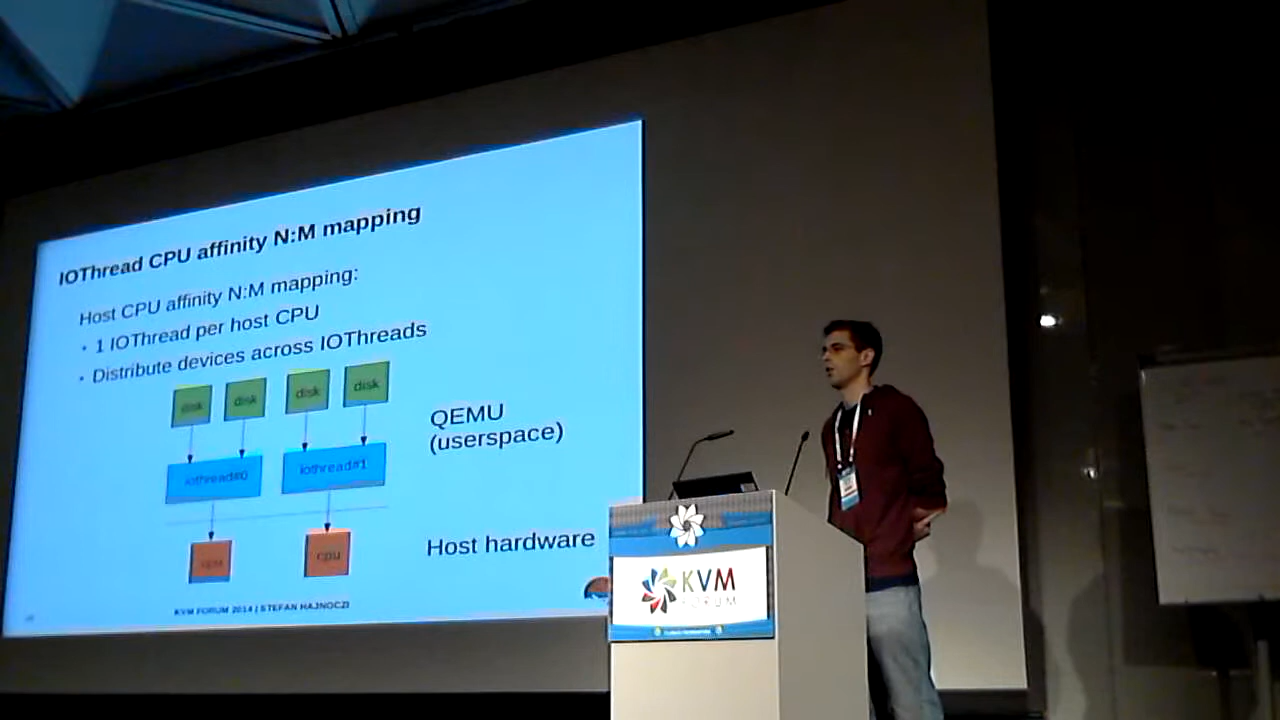 IOThread CPU affinity N:M mapping
Host CPU affinity N:M mapping:
• 1 IOThread per host CPU
• Distribute devices across IOThreads
disk disk disk disk
QEMU
(userspace)
iothread#0 iothread#1
cpu cpu
Host hardware
KVM FORUM 2014 | STEFAN HAJNOCZI
KVM
FORUM